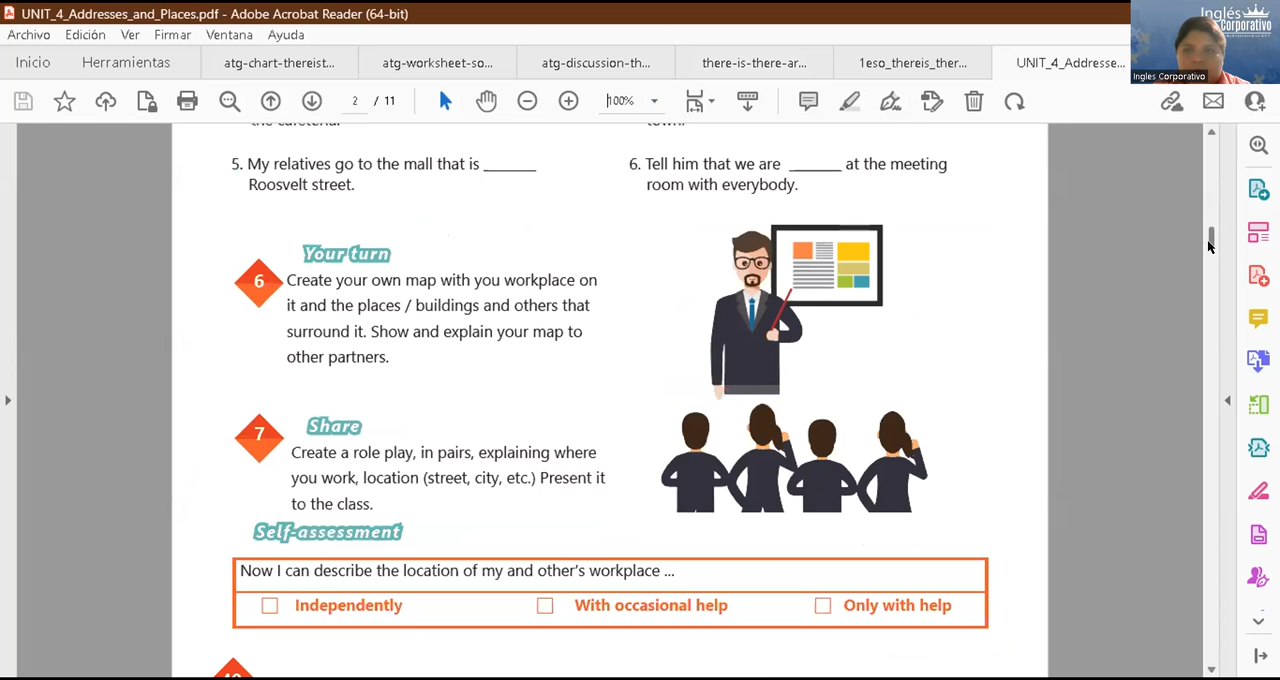 UNIT_4_Addresses_and_Places.pdf - Adobe Acrobat Reader (64-bit)
Archivo Edición Ver Firmar Ventana Ayuda
Inicio Herramientas atg-chart-thereist... atg-worksheet-so... atg-discussion-th... there-is-there-ar... 1eso_thereis_ther... UNIT_4_Addresse...
Inglés
Corporativo
Ingles Corporativo
2 / 11 100%
the cafeteria.
town.
5. My relatives go to the mall that is ______
Roosvelt street.
6. Tell him that we are ______ at the meeting
room with everybody.
Your turn
6
Create your own map with you workplace on
it and the places / buildings and others that
surround it. Show and explain your map to
other partners.
7
Share
Create a role play, in pairs, explaining where
you work, location (street, city, etc.) Present it
to the class.
Self-assessment
Now I can describe the location of my and other's workplace ...
Independently With occasional help Only with help